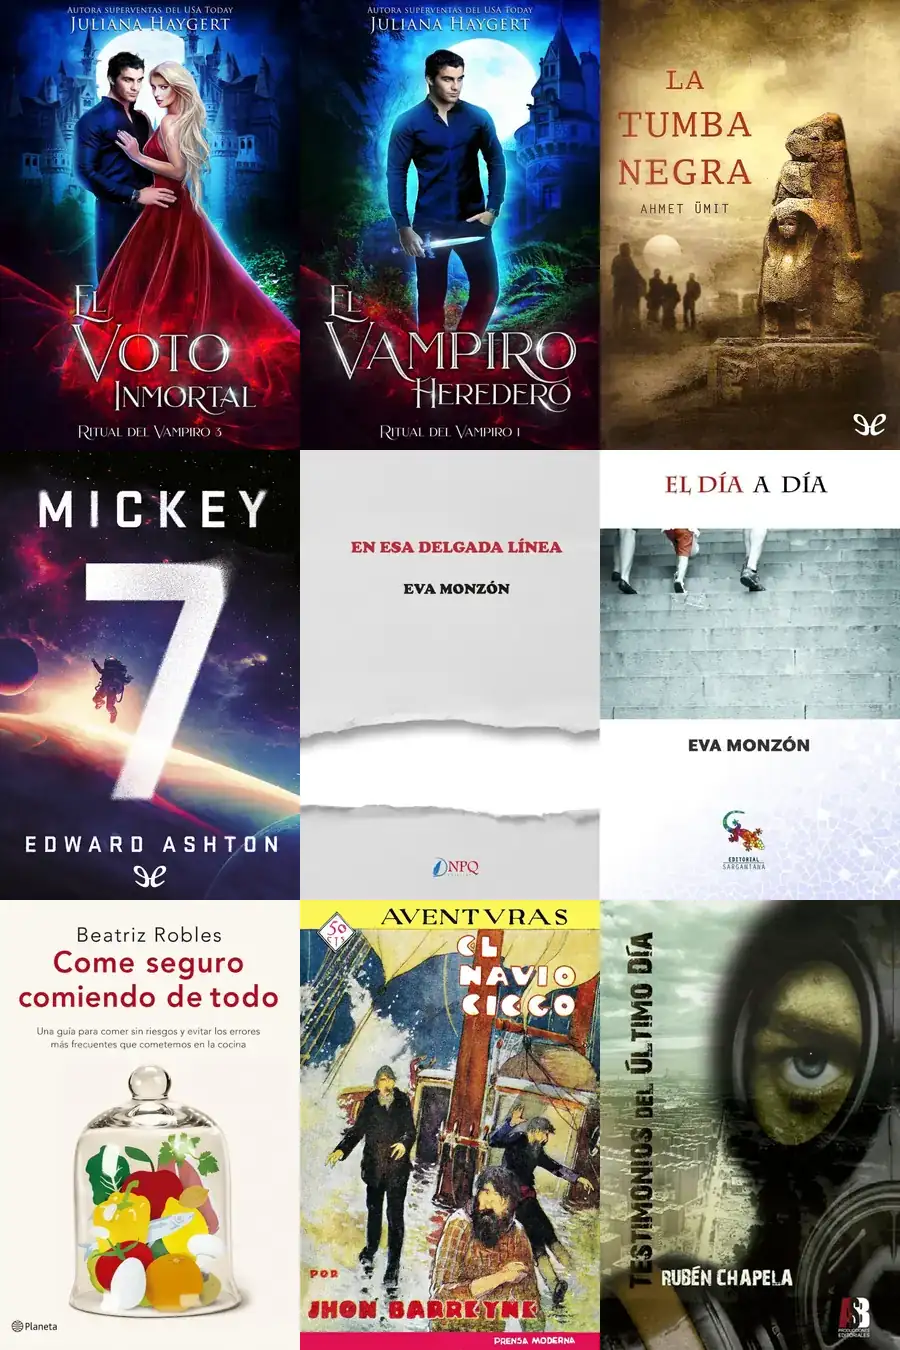 AUTORA SUPERVENTAS DEL USA TODAY
JULIANA HAYGERT
EL
VOTO
INMORTAL
RITUAL DEL VAMPIRO 3
AUTORA SUPERVENTAS DEL USA TODAY
JULIANA HAYGERT
EL
VAMPIRO
HEREDERO
RITUAL DEL VAMPIRO 1
LA
TUMBA
NEGRA
AHMET ÜMIT
MICKEY
7
EDWARD ASHTON
EN ESA DELGADA LÍNEA
EVA MONZÓN
NPQ
EL DÍA A DÍA
EVA MONZÓN
EDITORIAL
SARGANTANA
Beatriz Robles
Come seguro
comiendo de todo
Una guía para comer sin riesgos y evitar los errores
más frecuentes que cometemos en la cocina
Planeta
AVENTVRAS
50
EL
NAVIO
CIEGO
POR
JHON BARREYNE
PRENSA MODERNA
TESTIMONIOS DEL ÚLTIMO DÍA
RUBÉN CHAPELA
ASB
PRODUCCIONES
EDITORIALES